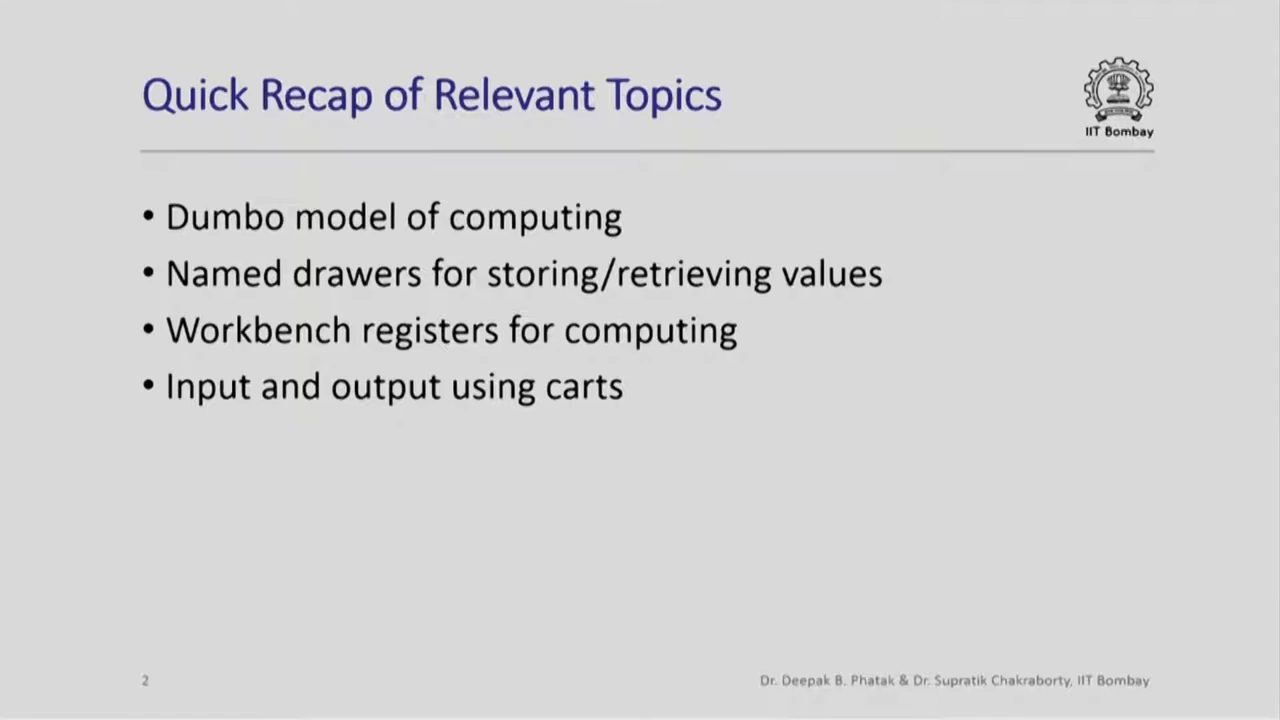 Quick Recap of Relevant Topics
IIT Bombay
• Dumbo model of computing
• Named drawers for storing/retrieving values
• Workbench registers for computing
• Input and output using carts
2
Dr. Deepak B. Phatak & Dr. Supratik Chakraborty, IIT Bombay